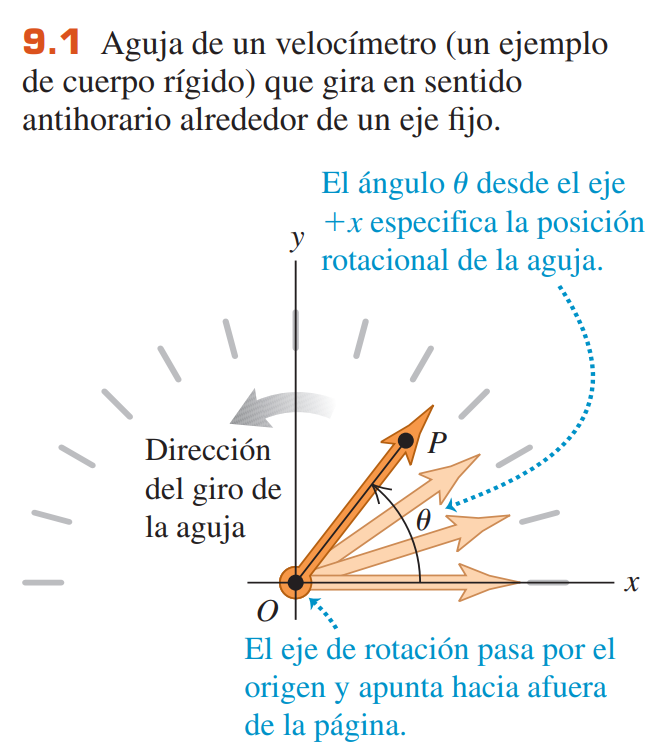 9.1 Aguja de un velocímetro (un ejemplo
de cuerpo rígido) que gira en sentido
antihorario alrededor de un eje fijo.
El ángulo θ desde el eje
+x especifica la posición
rotacional de la aguja.
y
Dirección
del giro de
la aguja
P
θ
x
O
El eje de rotación pasa por el
origen y apunta hacia afuera
de la página.